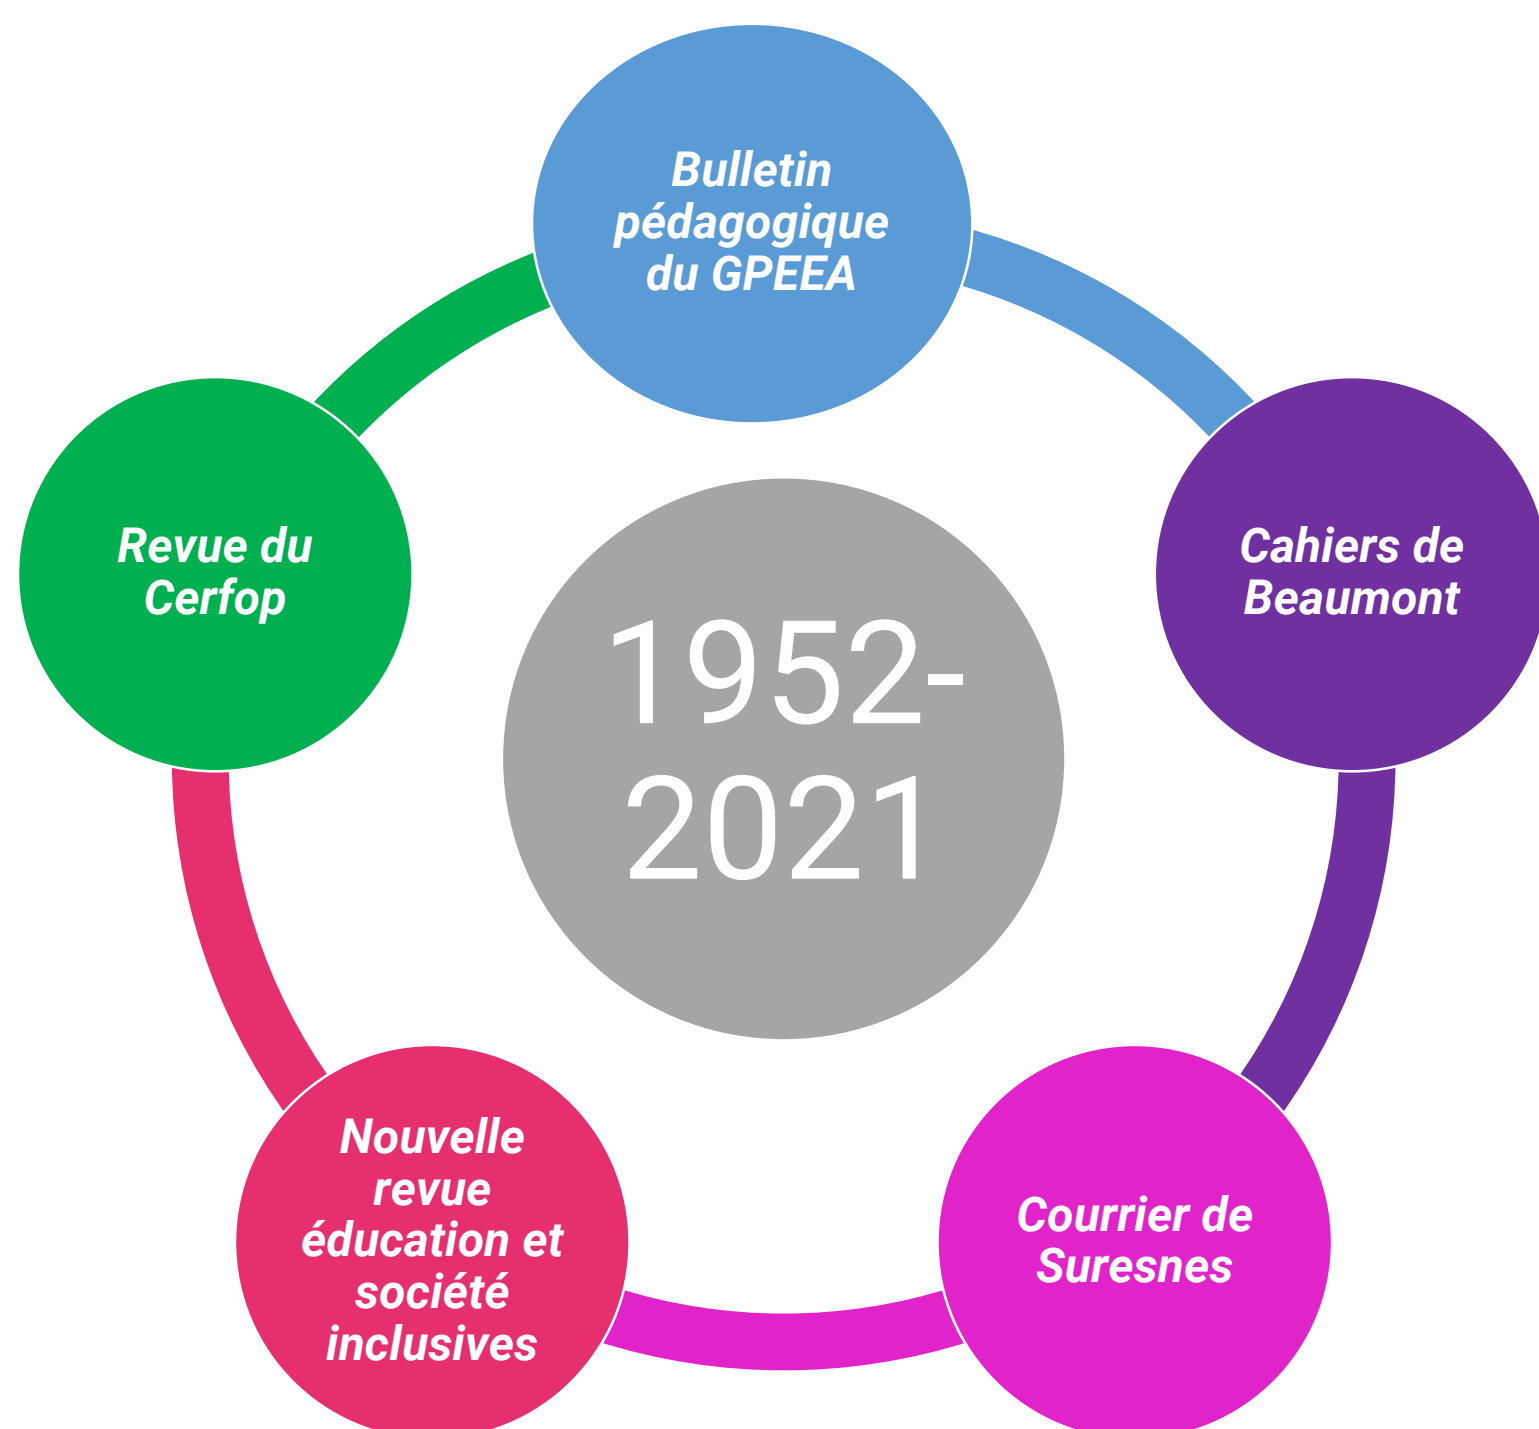 Bulletin
pédagogique
du GPEEA
Revue du
Cerfop
Cahiers de
Beaumont
1952-
2021
Nouvelle
revue
éducation et
société
inclusives
Courrier de
Suresnes